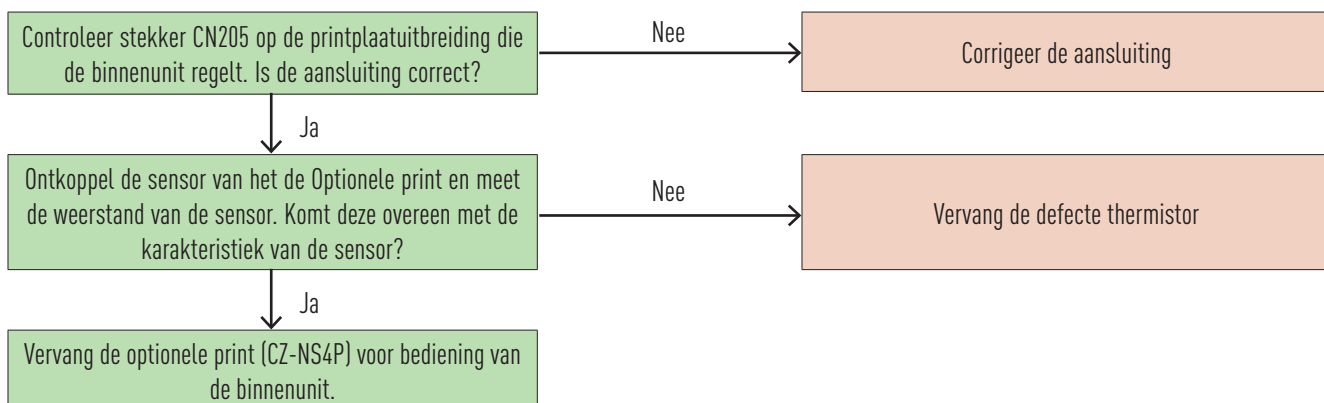 Controleer stekker CN205 op de printplaatuitbreiding die
de binnenunit regelt. Is de aansluiting correct?
Nee
Corrigeer de aansluiting
Ja
Ontkoppel de sensor van het de Optionele print en meet
de weerstand van de sensor. Komt deze overeen met de
karakteristiek van de sensor?
Nee
Vervang de defecte thermistor
Ja
Vervang de optionele print (CZ-NS4P) voor bediening van
de binnenunit.